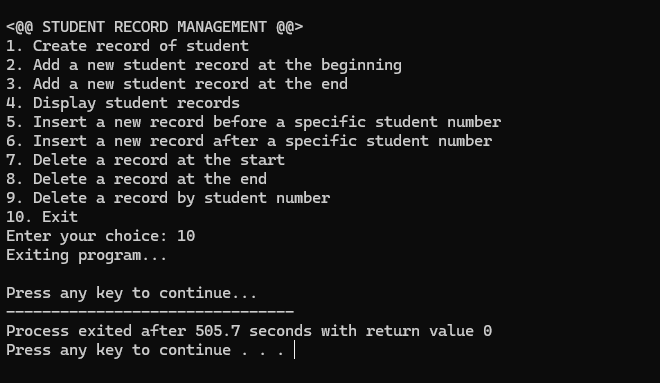 <@@ STUDENT RECORD MANAGEMENT @@>
1. Create record of student
2. Add a new student record at the beginning
3. Add a new student record at the end
4. Display student records
5. Insert a new record before a specific student number
6. Insert a new record after a specific student number
7. Delete a record at the start
8. Delete a record at the end
9. Delete a record by student number
10. Exit
Enter your choice: 10
Exiting program...
Press any key to continue...
--------------------------------
Process exited after 505.7 seconds with return value 0
Press any key to continue . . .